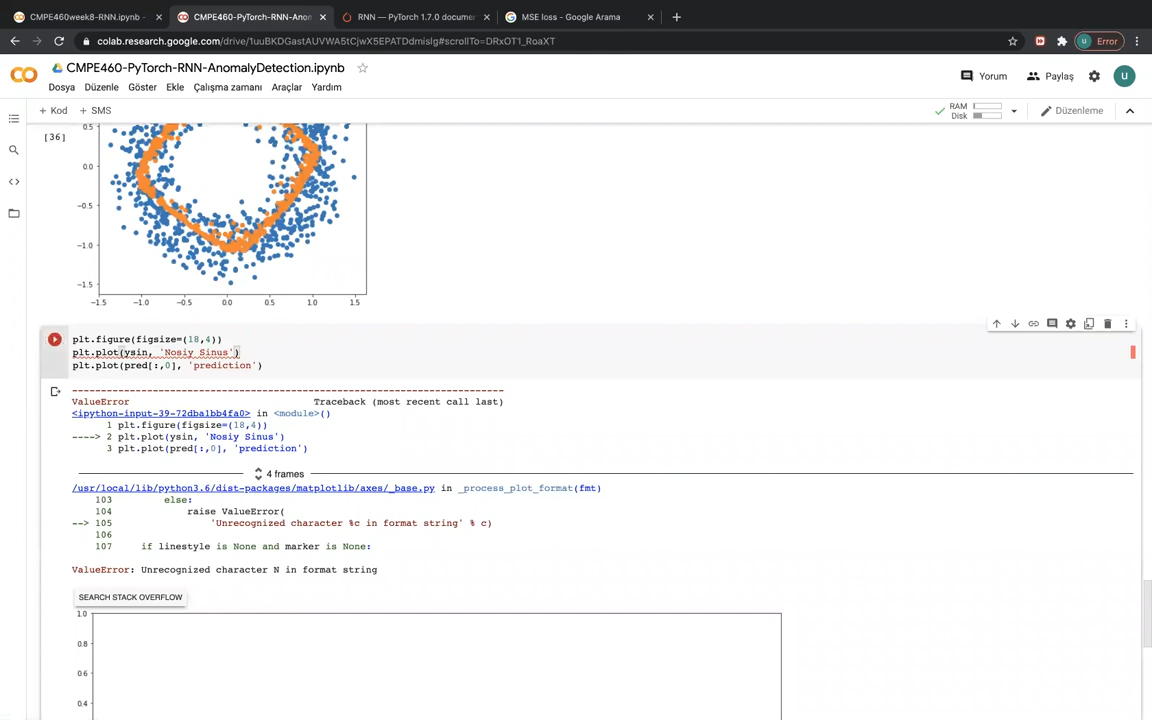 CMPE460week8-RNN.ipynb -
CMPE460-PyTorch-RNN-Anon
RNN — PyTorch 1.7.0 documen
MSE loss - Google Arama
colab.research.google.com/drive/1uuBKDGastAUVWA5tCjwX5EPATDdmislg#scrollTo=DRxOT1_RoaXT
u Error
CMPE460-PyTorch-RNN-AnomalyDetection.ipynb
Yorum
Paylaş
u
Dosya Düzenle Göster Ekle Çalışma zamanı Araçlar Yardım
+ Kod + SMS
RAM
Disk
Düzenleme
[36]
0.5
0.0
−0.5
−1.0
−1.5
−1.5 −1.0 −0.5 0.0 0.5 1.0 1.5
plt.figure(figsize=(18,4))
plt.plot(ysin, 'Nosiy Sinus')
plt.plot(pred[:,0], 'prediction')
ValueError Traceback (most recent call last)
<ipython-input-39-72dba1bb4fa0> in <module>()
1 plt.figure(figsize=(18,4))
----> 2 plt.plot(ysin, 'Nosiy Sinus')
3 plt.plot(pred[:,0], 'prediction')
4 frames
/usr/local/lib/python3.6/dist-packages/matplotlib/axes/_base.py in _process_plot_format(fmt)
103 else:
104 raise ValueError(
--> 105 'Unrecognized character %c in format string' % c)
106
107 if linestyle is None and marker is None:
ValueError: Unrecognized character N in format string
SEARCH STACK OVERFLOW
1.0
0.8
0.6
0.4